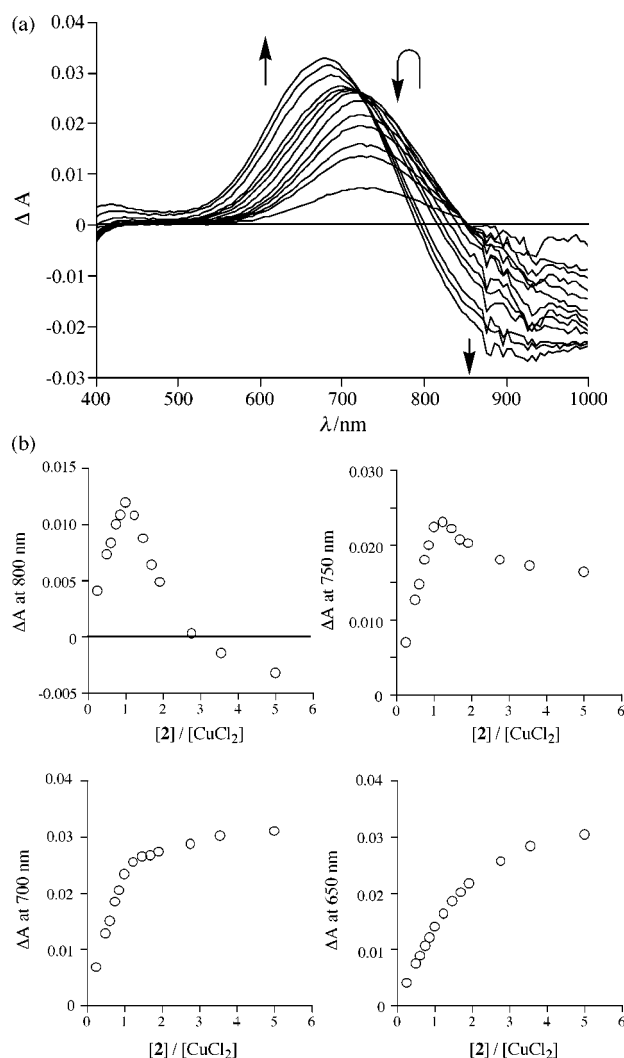 (a)
0.04
0.03
0.02
0.01
0
-0.01
-0.02
-0.03
Δ A
400 500 600 700 800 900 1000
λ/nm
(b)
0.015
0.010
0.005
0
-0.005
ΔA at 800 nm
0 1 2 3 4 5 6
[2] / [CuCl₂]
0.030
0.020
0.010
0
ΔA at 750 nm
0 1 2 3 4 5 6
[2] / [CuCl₂]
0.04
0.03
0.02
0.01
0
ΔA at 700 nm
0 1 2 3 4 5 6
[2] / [CuCl₂]
0.04
0.03
0.02
0.01
0
ΔA at 650 nm
0 1 2 3 4 5 6
[2] / [CuCl₂]